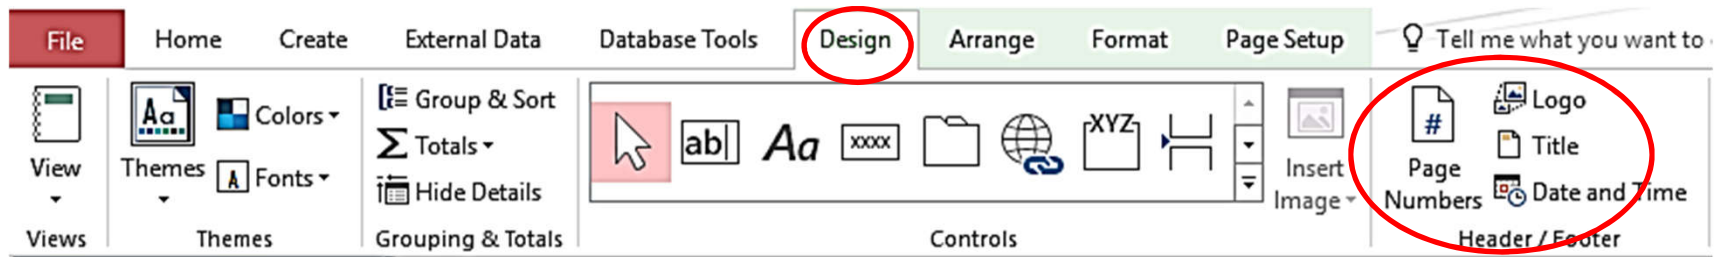 File Home Create External Data Database Tools Design Arrange Format Page Setup Tell me what you want to
View
Views
Aa
Themes
Colors
Fonts
Themes
Group & Sort
Totals
Hide Details
Grouping & Totals
ab Aa xxxx XYZ
Controls
Insert
Image
#
Page
Numbers
Logo
Title
Date and Time
Header / Footer